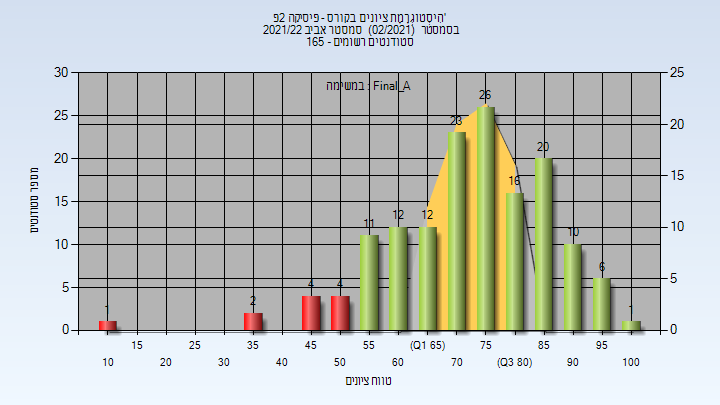 היסטוגרמת ציונים בקורס - פיסיקה 2פ'
בסמסטר (02/2021) סמסטר אביב 2021/22
סטודנטים רשומים - 165
במשימה : Final_A
מספר סטודנטים
30 25 20 15 10 5 0
25 20 15 10 5 0
1 2 4 4 11 12 12 23 26 16 20 10 6 1
15 25 35 45 55 (Q1 65) 75 85 95
10 20 30 40 50 60 70 (Q3 80) 90 100
טווח ציונים